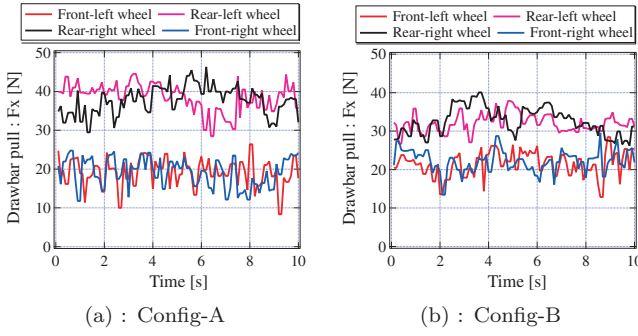 Front-left wheel Rear-left wheel
Rear-right wheel Front-right wheel
Drawbar pull : Fx [N]
50
40
30
20
10
0
0 2 4 6 8 10
Time [s]
(a) : Config-A
Front-left wheel Rear-left wheel
Rear-right wheel Front-right wheel
Drawbar pull : Fx [N]
50
40
30
20
10
0
0 2 4 6 8 10
Time [s]
(b) : Config-B